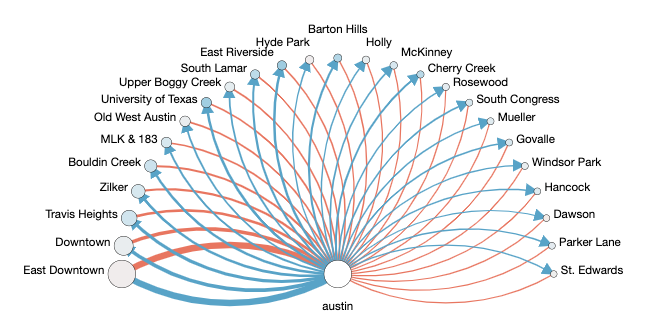 Barton Hills
Hyde Park
Holly
East Riverside
McKinney
South Lamar
Cherry Creek
Upper Boggy Creek
Rosewood
University of Texas
South Congress
Old West Austin
Mueller
MLK & 183
Govalle
Bouldin Creek
Windsor Park
Zilker
Hancock
Travis Heights
Dawson
Downtown
Parker Lane
East Downtown
St. Edwards
austin